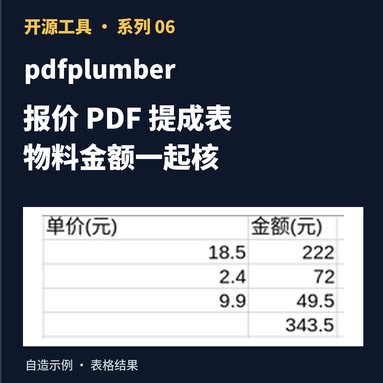 开源工具 · 系列 06
pdfplumber
报价 PDF 提成表
物料金额一起核
单价(元) 金额(元)
18.5 222
2.4 72
9.9 49.5
343.5
自造示例 · 表格结果